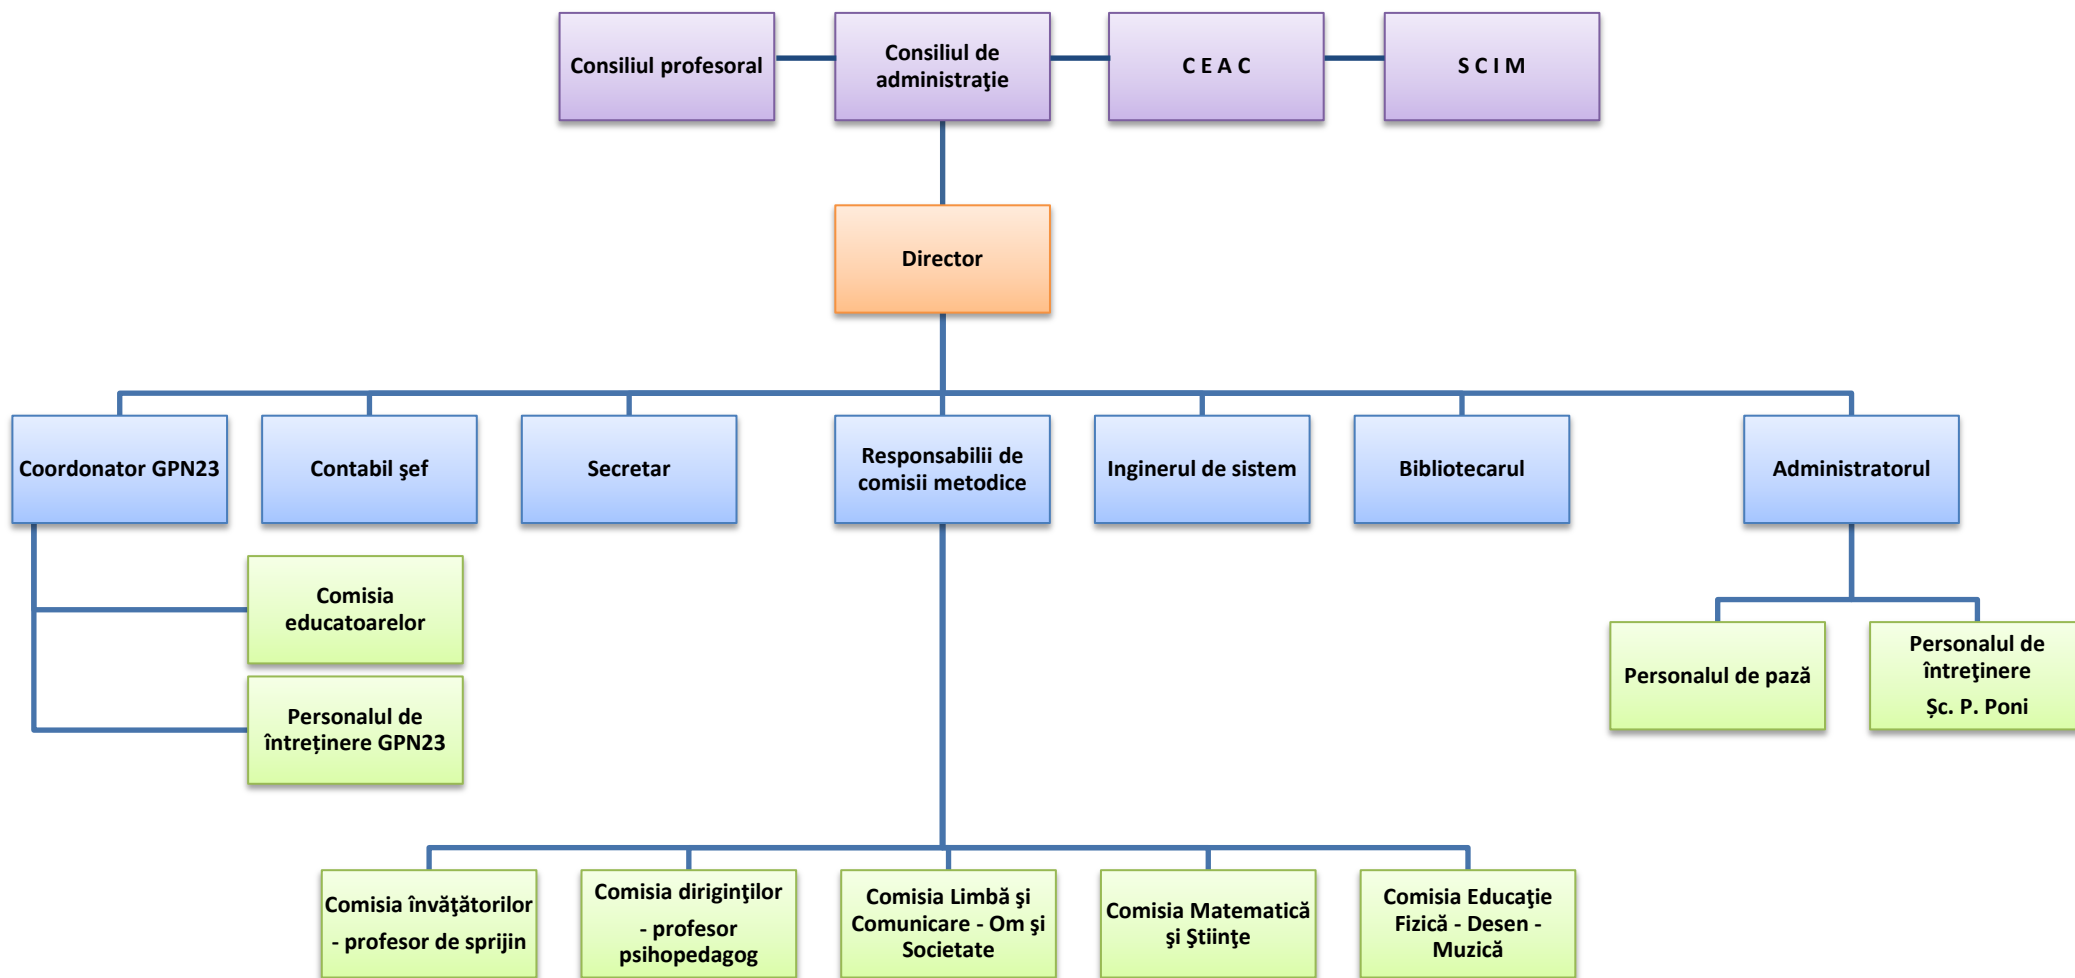 Consiliul profesoral
Consiliul de
administraţie
C E A C
S C I M
Director
Coordonator GPN23
Contabil şef
Secretar
Responsabilii de
comisii metodice
Inginerul de sistem
Bibliotecarul
Administratorul
Comisia
educatoarelor
Personalul de
întreținere GPN23
Personalul de pază
Personalul de
întreţinere
Șc. P. Poni
Comisia învăţătorilor
- profesor de sprijin
Comisia diriginţilor
- profesor
psihopedagog
Comisia Limbă şi
Comunicare - Om şi
Societate
Comisia Matematică
şi Ştiinţe
Comisia Educaţie
Fizică - Desen -
Muzică